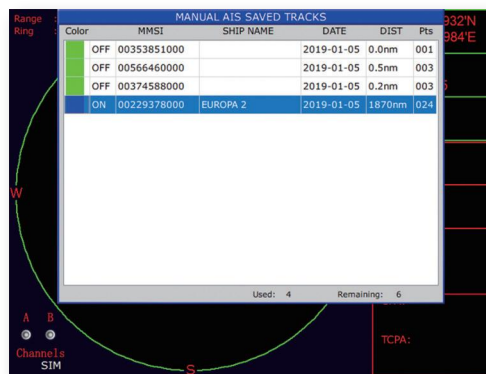 Range :
Ring :
MANUAL AIS SAVED TRACKS
932'N
984'E
Color MMSI SHIP NAME DATE DIST Pts
OFF 00353851000 2019-01-05 0.0nm 001
OFF 00566460000 2019-01-05 0.5nm 003
OFF 00374588000 2019-01-05 0.2nm 003
ON 00229378000 EUROPA 2 2019-01-05 1870nm 024
W
Used: 4 Remaining: 6
A B
Channels
SIM
S
TCPA: